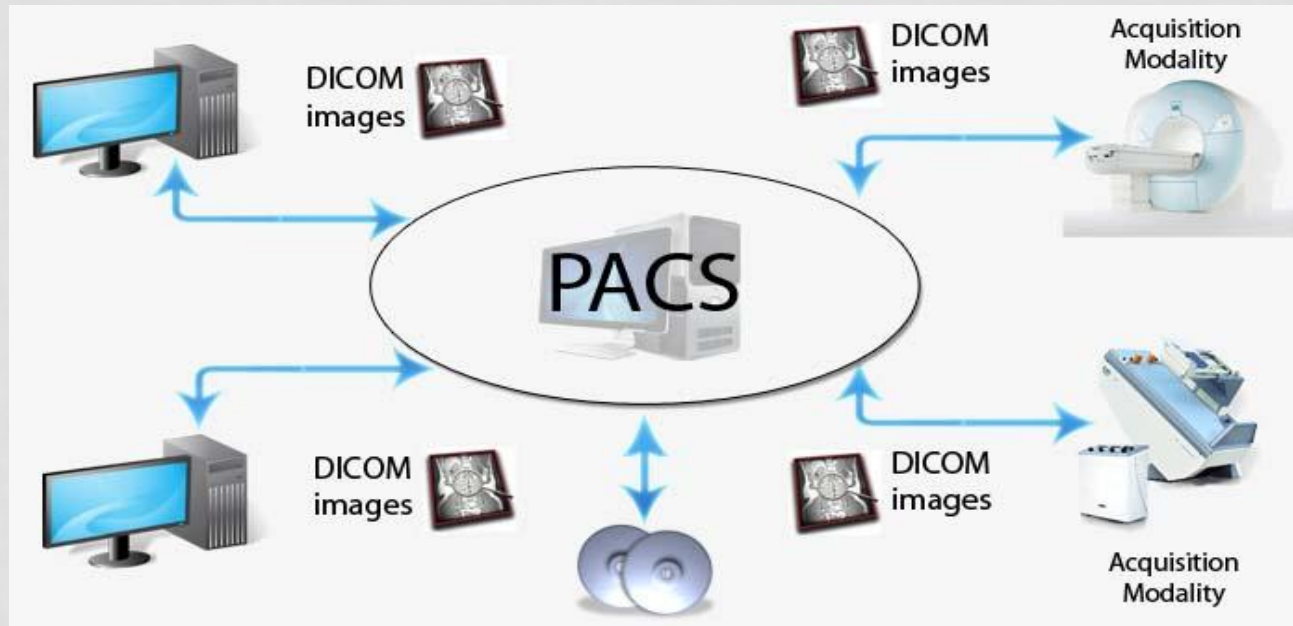 DICOM
images
DICOM
images
Acquisition
Modality
PACS
DICOM
images
DICOM
images
Acquisition
Modality